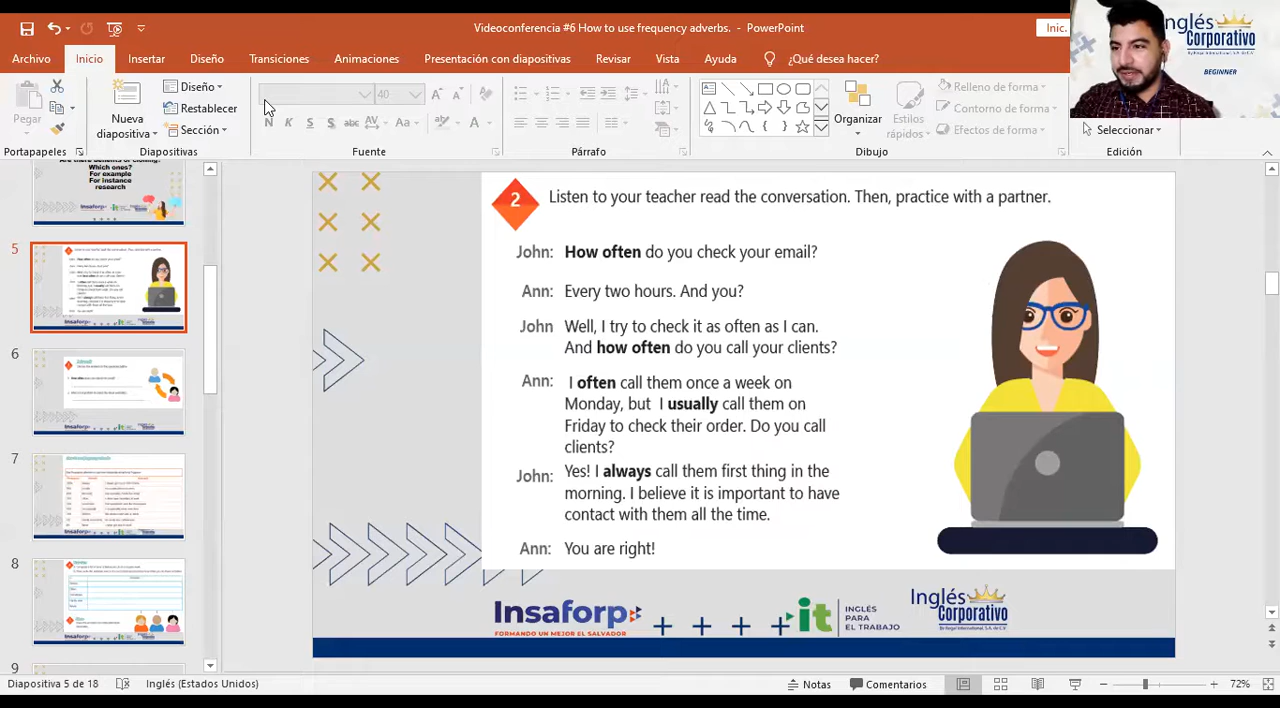 Videoconferencia #6 How to use frequency adverbs. - PowerPoint
Inic.
Inglés
Corporativo
BEGINNER
Archivo Inicio Insertar Diseño Transiciones Animaciones Presentación con diapositivas Revisar Vista Ayuda ¿Qué desea hacer?
Pegar
Nueva
diapositiva
Diseño
Restablecer
Sección
40
Organizar
Estilos
rápidos
Relleno de forma
Contorno de forma
Efectos de forma
Seleccionar
Portapapeles Diapositivas Fuente Párrafo Dibujo Edición
Which ones?
For example
For instance
research
5
6
7
8
9
2 Listen to your teacher read the conversation. Then, practice with a partner.
John: How often do you check your email?
Ann: Every two hours. And you?
John Well, I try to check it as often as I can.
And how often do you call your clients?
Ann: I often call them once a week on
Monday, but I usually call them on
Friday to check their order. Do you call
clients?
John: Yes! I always call them first thing in the
morning. I believe it is important to have
contact with them all the time.
Ann: You are right!
Insaforp
FORMANDO UN MEJOR EL SALVADOR
it INGLÉS
PARA
EL TRABAJO
Inglés
Corporativo
Diapositiva 5 de 18 Inglés (Estados Unidos) Notas Comentarios 72%